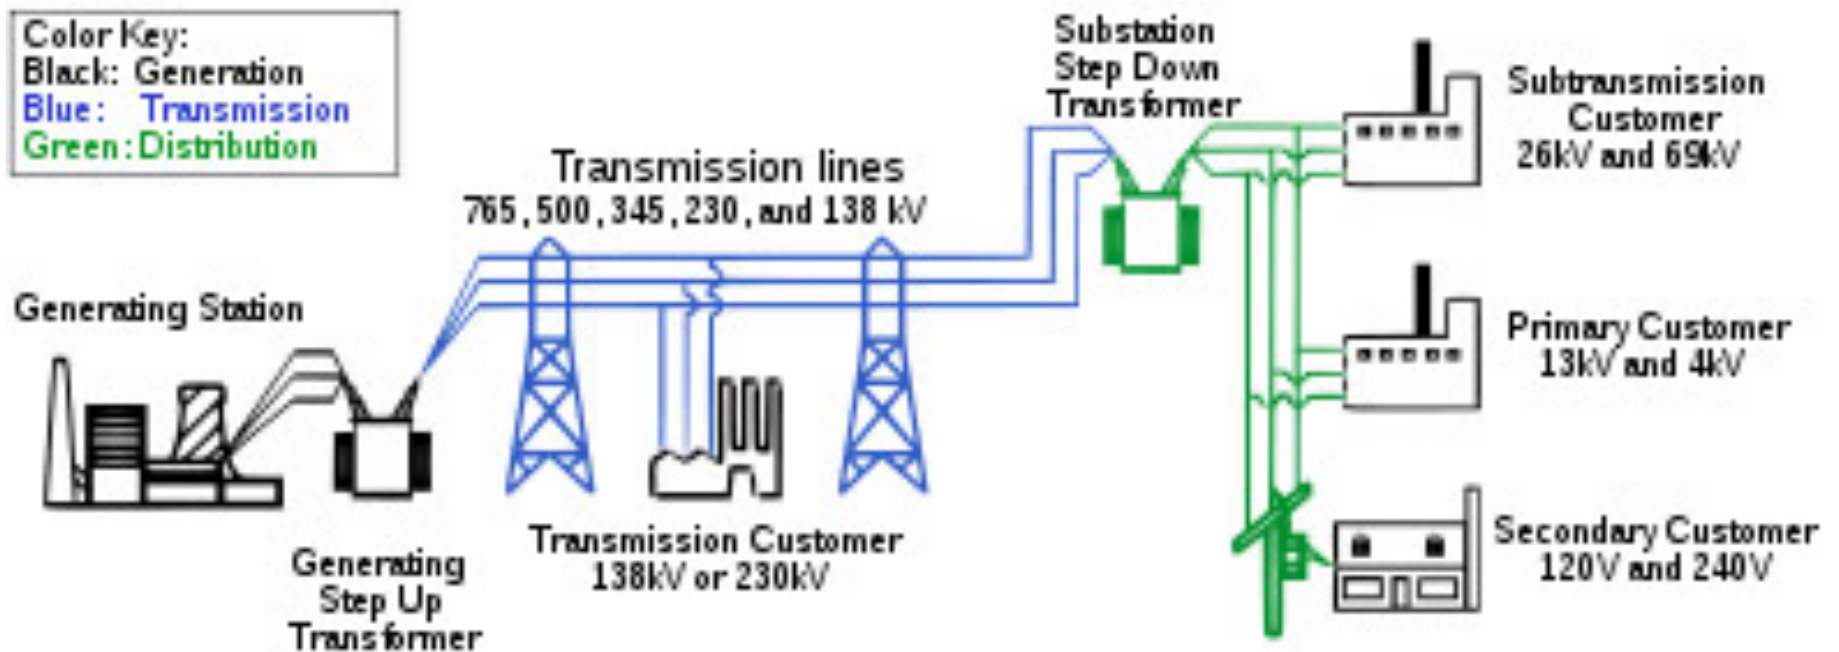 Color Key:
Black: Generation
Blue: Transmission
Green: Distribution
Generating Station
Generating
Step Up
Transformer
Transmission lines
765, 500, 345, 230, and 138 kV
Transmission Customer
138kV or 230kV
Substation
Step Down
Transformer
Subtransmission
Customer
26kV and 69kV
Primary Customer
13kV and 4kV
Secondary Customer
120V and 240V